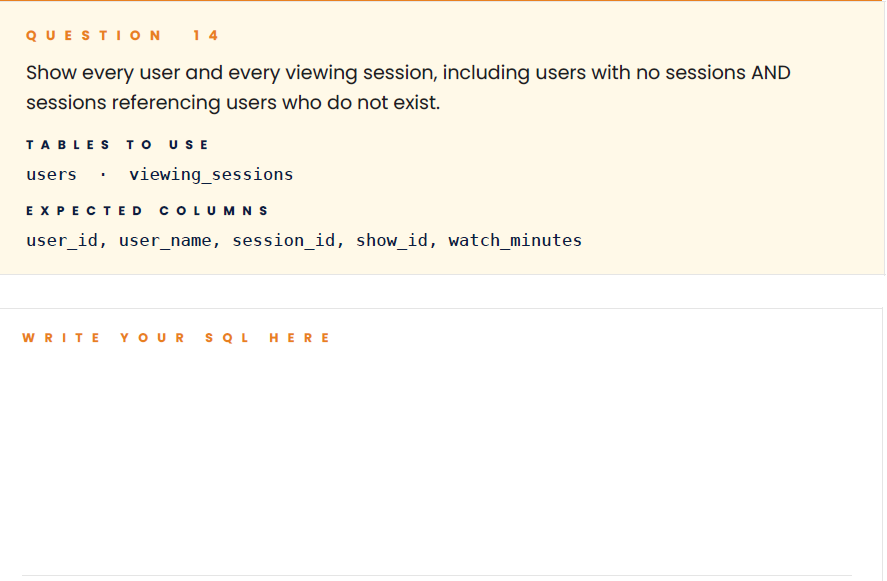 QUESTION 14
Show every user and every viewing session, including users with no sessions AND
sessions referencing users who do not exist.
TABLES TO USE
users · viewing_sessions
EXPECTED COLUMNS
user_id, user_name, session_id, show_id, watch_minutes
WRITE YOUR SQL HERE